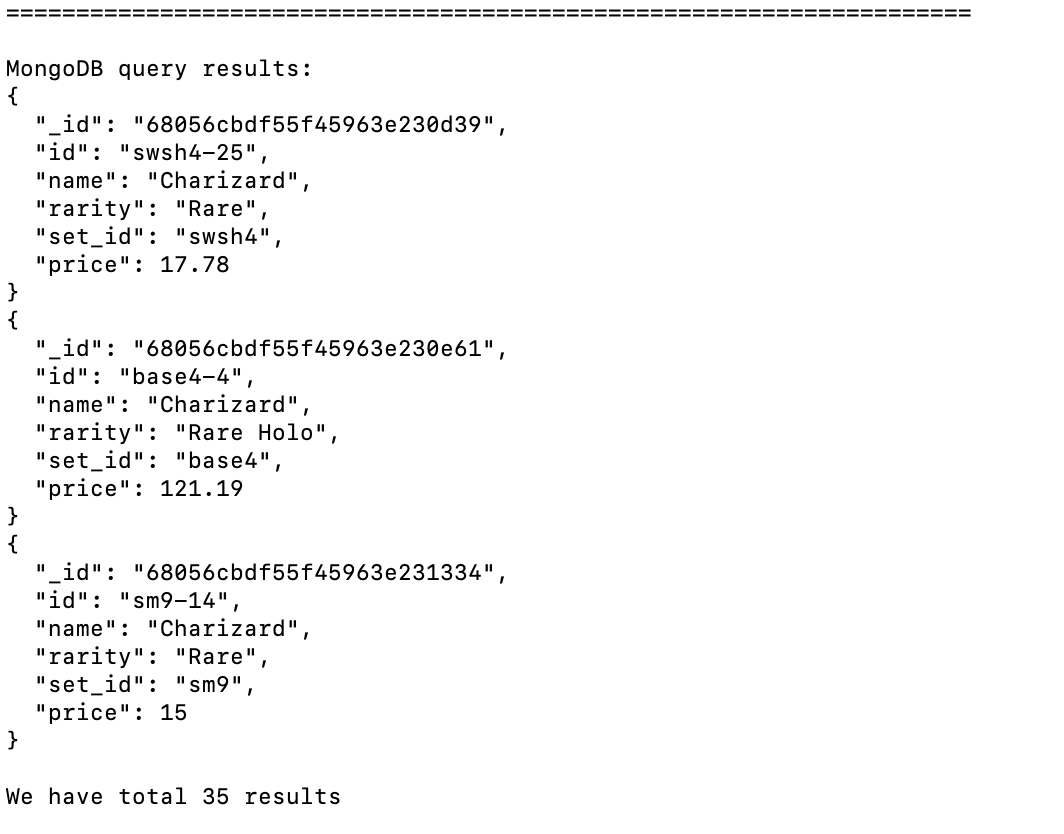 =====================================================================
MongoDB query results:
{
  "_id": "68056cbdf55f45963e230d39",
  "id": "swsh4-25",
  "name": "Charizard",
  "rarity": "Rare",
  "set_id": "swsh4",
  "price": 17.78
}
{
  "_id": "68056cbdf55f45963e230e61",
  "id": "base4-4",
  "name": "Charizard",
  "rarity": "Rare Holo",
  "set_id": "base4",
  "price": 121.19
}
{
  "_id": "68056cbdf55f45963e231334",
  "id": "sm9-14",
  "name": "Charizard",
  "rarity": "Rare",
  "set_id": "sm9",
  "price": 15
}
We have total 35 results